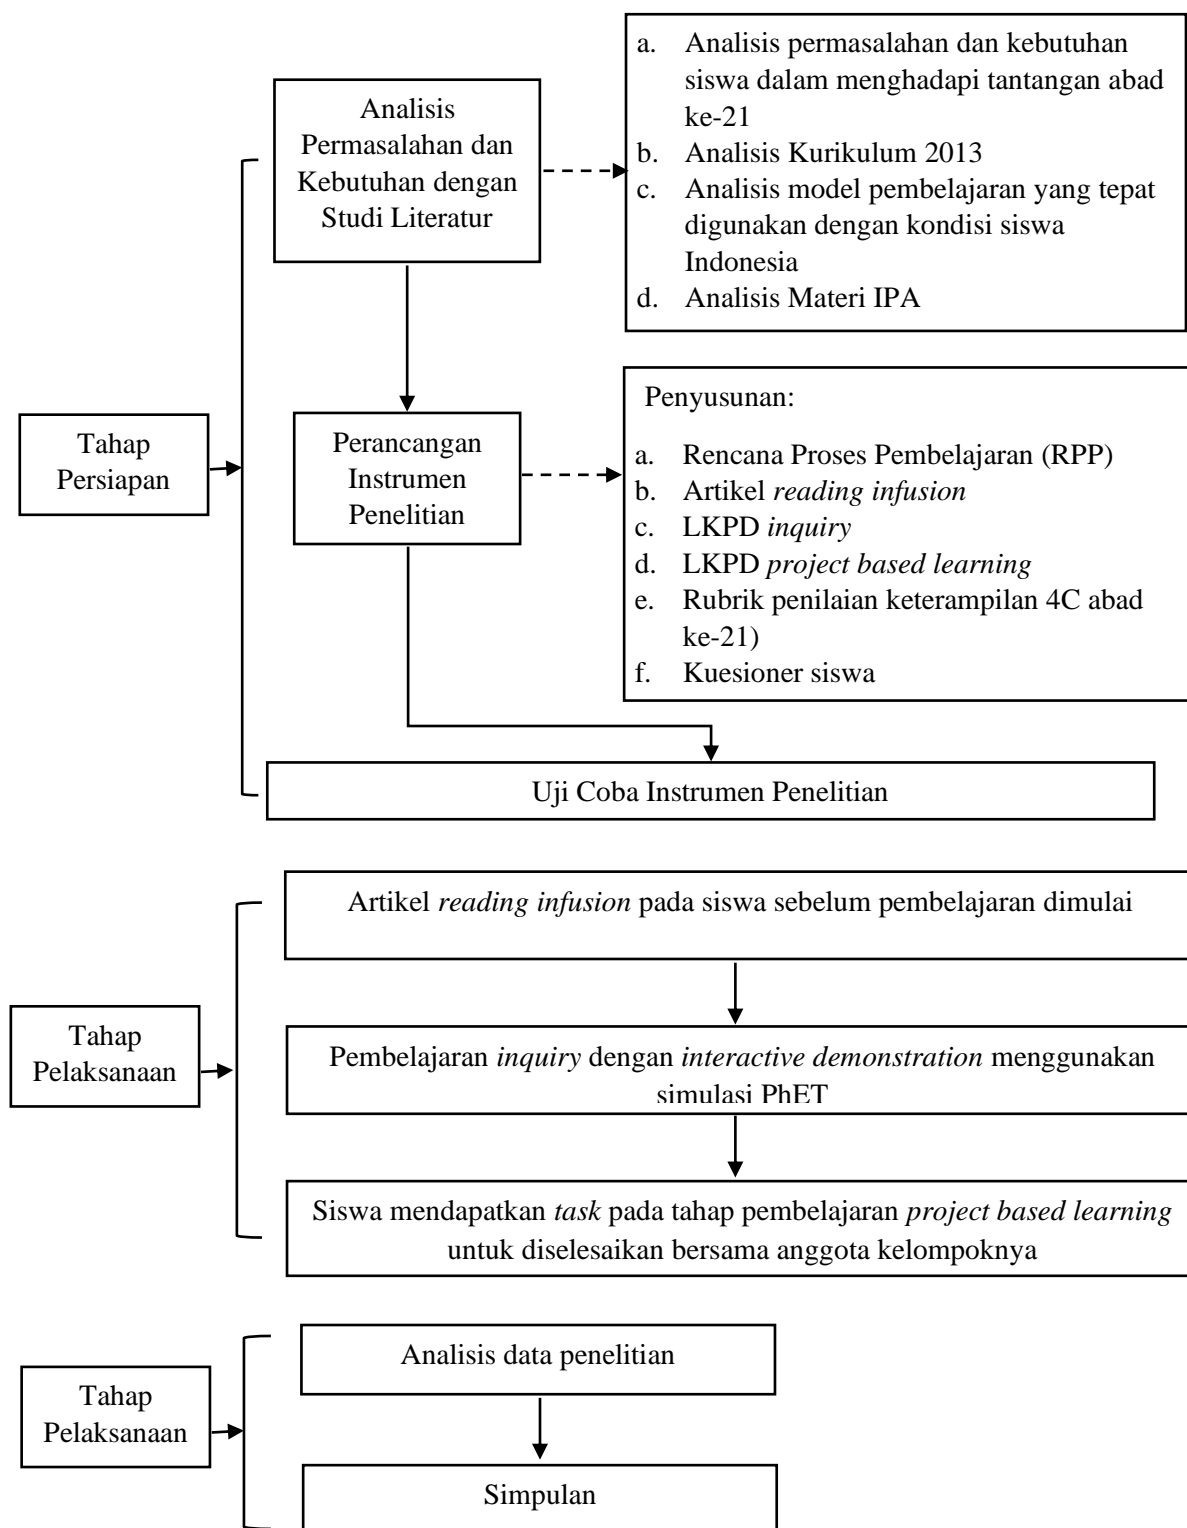 a. Analisis permasalahan dan kebutuhan
siswa dalam menghadapi tantangan abad
ke-21
b. Analisis Kurikulum 2013
c. Analisis model pembelajaran yang tepat
digunakan dengan kondisi siswa
Indonesia
d. Analisis Materi IPA
Analisis
Permasalahan dan
Kebutuhan dengan
Studi Literatur
Tahap
Persiapan
Perancangan
Instrumen
Penelitian
Penyusunan:
a. Rencana Proses Pembelajaran (RPP)
b. Artikel reading infusion
c. LKPD inquiry
d. LKPD project based learning
e. Rubrik penilaian keterampilan 4C abad
ke-21)
f. Kuesioner siswa
Uji Coba Instrumen Penelitian
Artikel reading infusion pada siswa sebelum pembelajaran dimulai
Tahap
Pelaksanaan
Pembelajaran inquiry dengan interactive demonstration menggunakan
simulasi PhET
Siswa mendapatkan task pada tahap pembelajaran project based learning
untuk diselesaikan bersama anggota kelompoknya
Analisis data penelitian
Tahap
Pelaksanaan
Simpulan